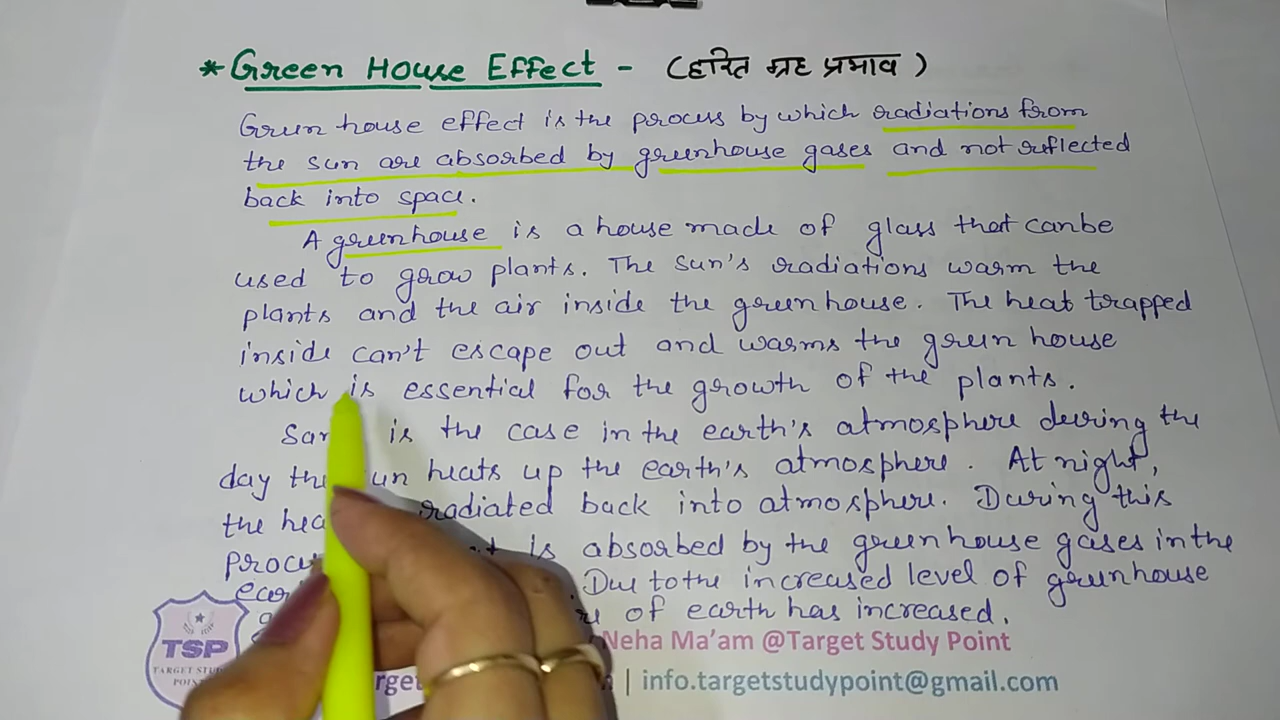 * Green House Effect - (हरित ग्रह प्रभाव)
Green house effect is the process by which radiations from
the sun are absorbed by greenhouse gases and not reflected
back into space.
A greenhouse is a house made of glass that can be
used to grow plants. The sun's radiations warm the
plants and the air inside the greenhouse. The heat trapped
inside can't escape out and warms the green house
which is essential for the growth of the plants.
is the case in the earth's atmosphere during the
day the heats up the earth's atmosphere. At night,
the radiated back into atmosphere. During this
is absorbed by the greenhouse gases in the
Due to the increased level of greenhouse
of earth has increased.
TSP
TARGET STUDY
POINT
Neha Ma'am @Target Study Point
| info.targetstudypoint@gmail.com